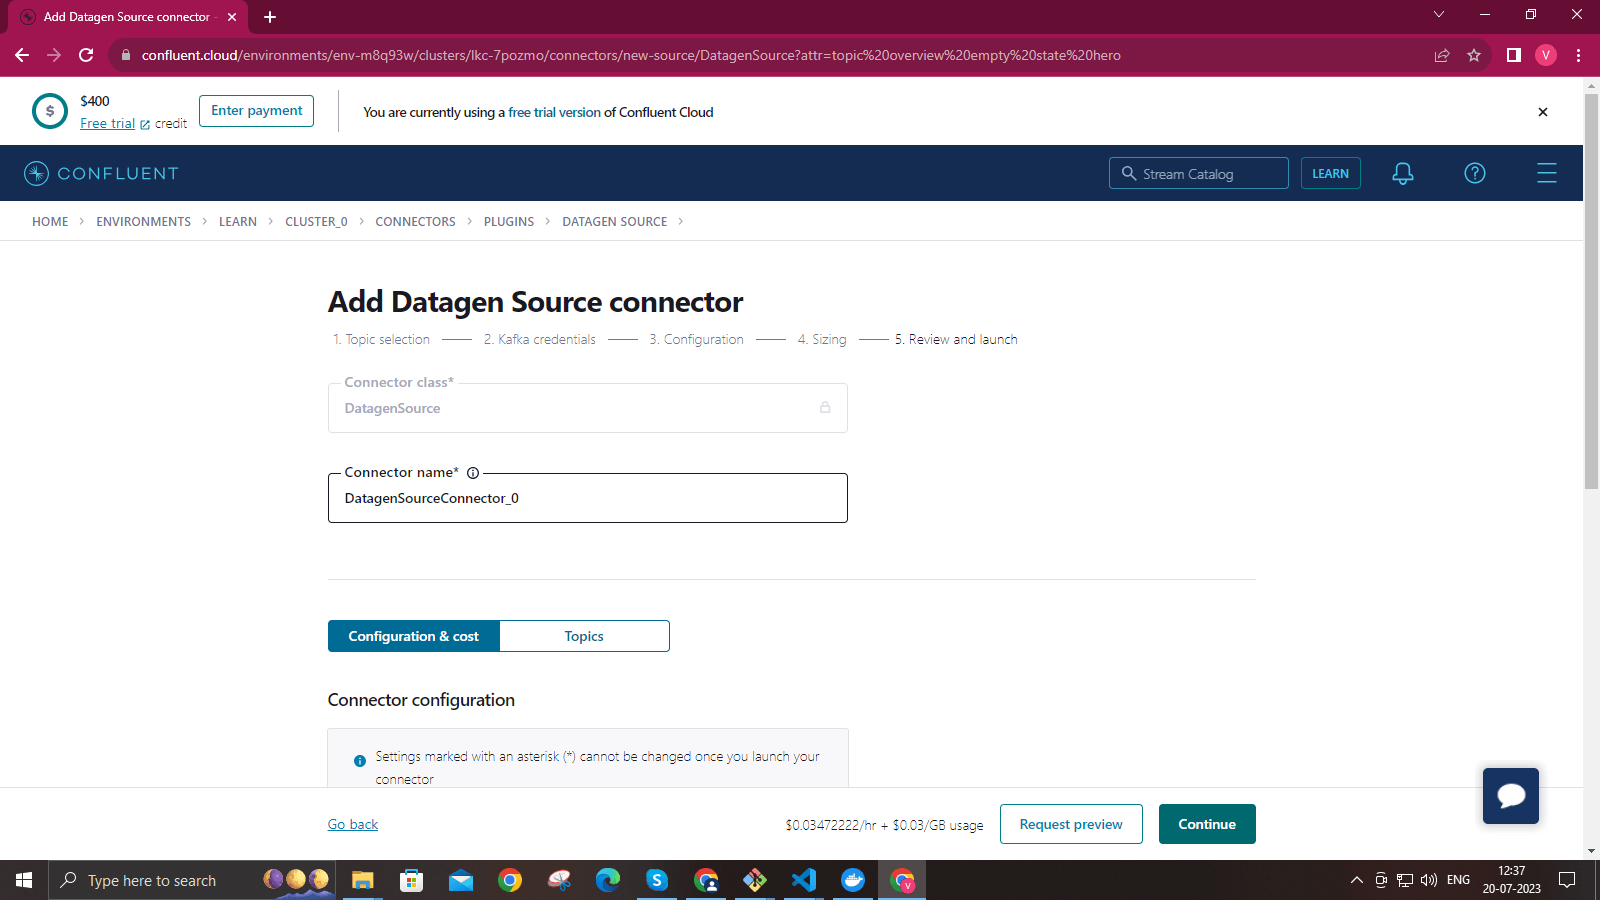 Add Datagen Source connector -
confluent.cloud/environments/env-m8q93w/clusters/lkc-7pozmo/connectors/new-source/DatagenSource?attr=topic%20overview%20empty%20state%20hero
V
$
$400
Free trial credit
Enter payment
You are currently using a free trial version of Confluent Cloud
CONFLUENT
Stream Catalog
LEARN
?
HOME > ENVIRONMENTS > LEARN > CLUSTER_0 > CONNECTORS > PLUGINS > DATAGEN SOURCE >
Add Datagen Source connector
1. Topic selection
2. Kafka credentials
3. Configuration
4. Sizing
5. Review and launch
Connector class*
DatagenSource
Connector name*
DatagenSourceConnector_0
Configuration & cost
Topics
Connector configuration
Settings marked with an asterisk (*) cannot be changed once you launch your
connector
Go back
$0.03472222/hr + $0.03/GB usage
Request preview
Continue
Type here to search
S
V
ENG
12:37
20-07-2023